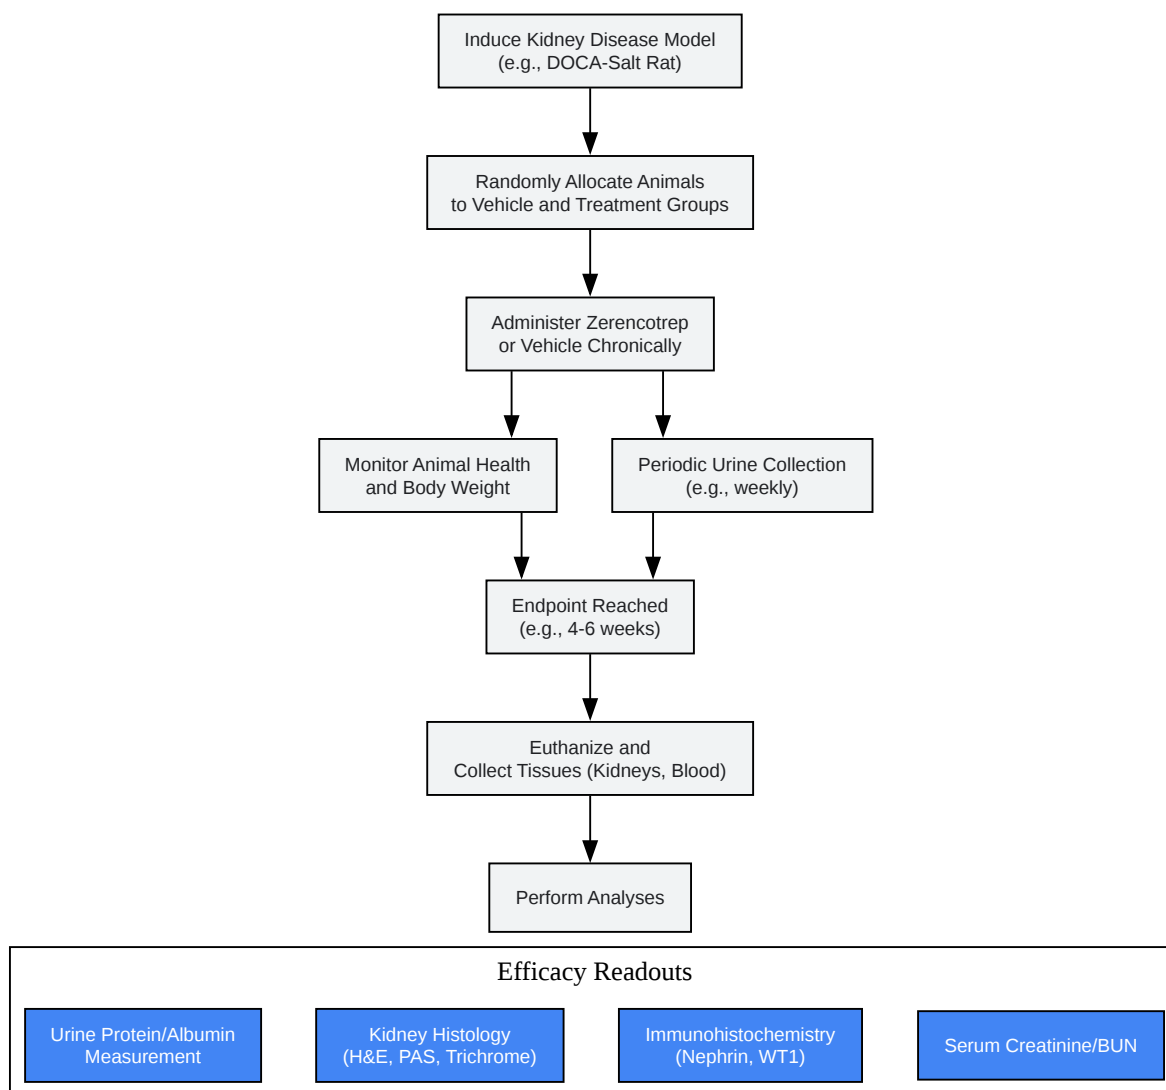 Induce Kidney Disease Model
(e.g., DOCA-Salt Rat)
Randomly Allocate Animals
to Vehicle and Treatment Groups
Administer Zerencotrep
or Vehicle Chronically
Monitor Animal Health
and Body Weight
Periodic Urine Collection
(e.g., weekly)
Endpoint Reached
(e.g., 4-6 weeks)
Euthanize and
Collect Tissues (Kidneys, Blood)
Perform Analyses
Efficacy Readouts
Urine Protein/Albumin
Measurement
Kidney Histology
(H&E, PAS, Trichrome)
Immunohistochemistry
(Nephrin, WT1)
Serum Creatinine/BUN